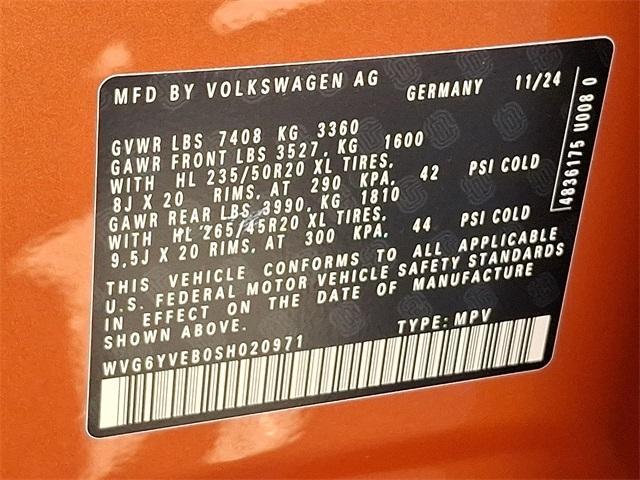 MFD BY VOLKSWAGEN AG GERMANY 11/24
GVWR LBS 7408 KG 3360
GAWR FRONT LBS 3527, KG 1600
WITH HL 235/50R20 XL TIRES,
8J X 20 RIMS, AT 290 KPA, 42 PSI COLD
GAWR REAR LBS 3990, KG 1810
WITH HL 265/45R20 XL TIRES,
9,5J X 20 RIMS, AT 300 KPA, 44 PSI COLD
THIS VEHICLE CONFORMS TO ALL APPLICABLE
U.S. FEDERAL MOTOR VEHICLE SAFETY STANDARDS
IN EFFECT ON THE DATE OF MANUFACTURE
SHOWN ABOVE.
WVG6YVEB0SH020971 TYPE: MPV
4836175 U008 0